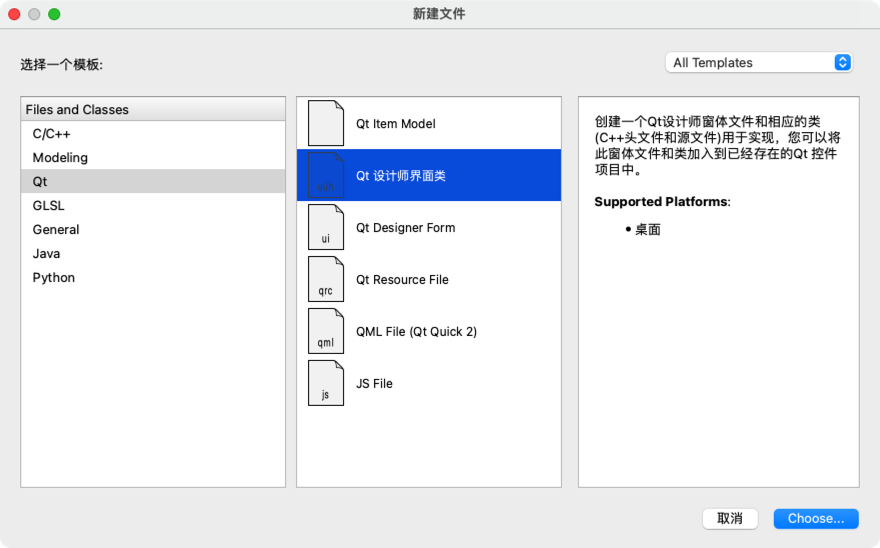 新建文件
选择一个模板:
All Templates
Files and Classes
C/C++
Modeling
Qt
GLSL
General
Java
Python
Qt Item Model
Qt 设计师界面类
ui
Qt Designer Form
qrc
Qt Resource File
qml
QML File (Qt Quick 2)
js
JS File
创建一个Qt设计师窗体文件和相应的类
(C++头文件和源文件)用于实现，您可以将
此窗体文件和类加入到已经存在的Qt 控件
项目中。
Supported Platforms:
• 桌面
取消
Choose...